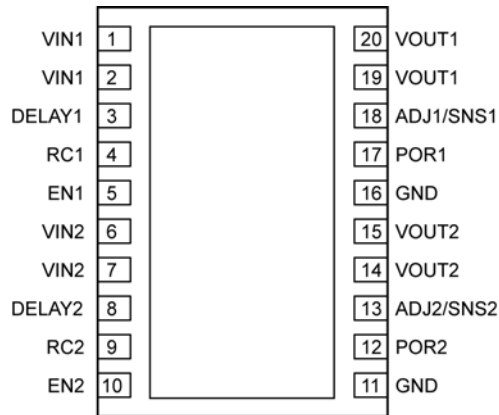 VIN1 1 20 VOUT1
VIN1 2 19 VOUT1
DELAY1 3 18 ADJ1/SNS1
RC1 4 17 POR1
EN1 5 16 GND
VIN2 6 15 VOUT2
VIN2 7 14 VOUT2
DELAY2 8 13 ADJ2/SNS2
RC2 9 12 POR2
EN2 10 11 GND